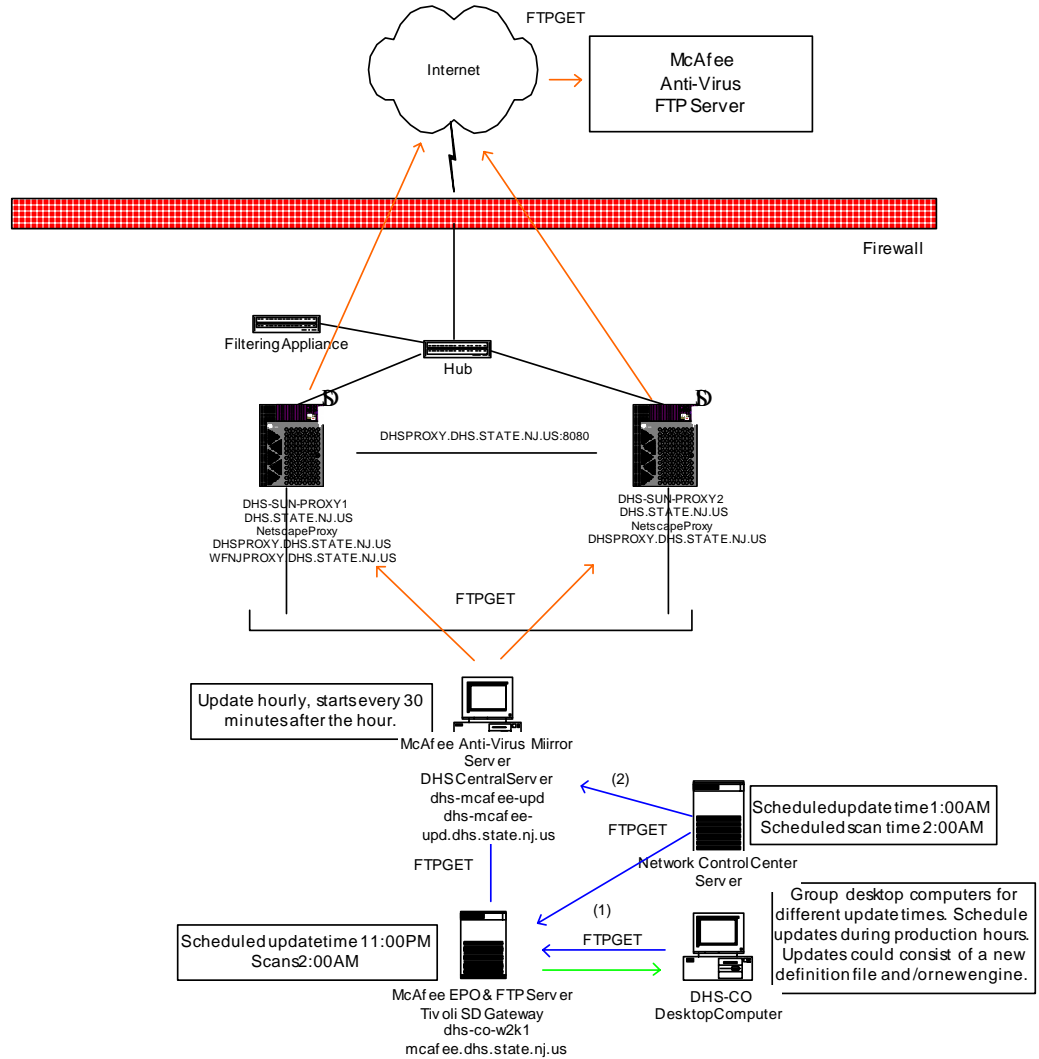 FTPGET
Internet
McAfee
Anti-Virus
FTP Server
Firewall
Filtering Appliance
Hub
DHSPROXY.DHS.STATE.NJ.US:8080
DHS-SUN-PROXY1
DHS.STATE.NJ.US
Netscape Proxy
DHSPROXY.DHS.STATE.NJ.US
WFNJPROXY.DHS.STATE.NJ.US
DHS-SUN-PROXY2
DHS.STATE.NJ.US
Netscape Proxy
DHSPROXY.DHS.STATE.NJ.US
FTPGET
Update hourly, starts every 30
minutes after the hour.
McAfee Anti-Virus Miirror
Server
DHS Central Server
dhs-mcafee-upd
dhs-mcafee-
upd.dhs.state.nj.us
(2)
FTPGET
Scheduled update time 1:00AM
Scheduled scan time 2:00AM
Network Control Center
Server
FTPGET
(1)
FTPGET
Scheduled update time 11:00PM
Scans 2:00AM
McAfee EPO & FTP Server
Tivoli SD Gateway
dhs-co-w2k1
mcafee.dhs.state.nj.us
DHS-CO
Desktop Computer
Group desktop computers for
different update times. Schedule
updates during production hours.
Updates could consist of a new
definition file and /or new engine.